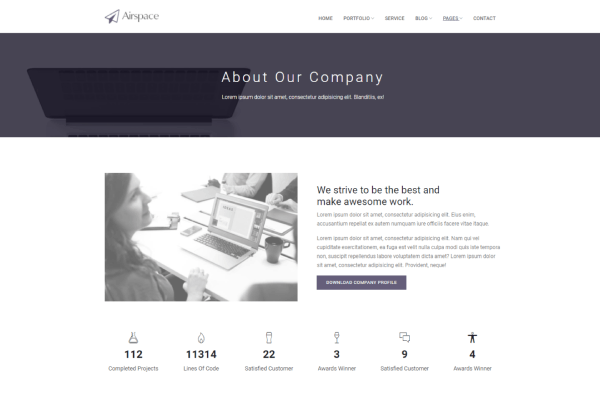 Airspace
HOME PORTFOLIO SERVICE BLOG PAGES CONTACT
About Our Company
Lorem ipsum dolor sit amet, consectetur adipisicing elit. Blanditiis, ex!
We strive to be the best and
make awesome work.
Lorem ipsum dolor sit amet, consectetur adipisicing elit. Eius enim,
accusantium repellat ex autem numquam iure officiis facere vitae itaque.
Lorem ipsum dolor sit amet, consectetur adipisicing elit. Nam qui vel
cupiditate exercitationem, ea fuga est velit nulla culpa modi quis iste tempora
non, suscipit repellendus labore voluptatem dicta amet? Lorem ipsum dolor
sit amet, consectetur adipisicing elit. Provident, neque!
DOWNLOAD COMPANY PROFILE
112 11314 22 3 9 4
Completed Projects Lines Of Code Satisfied Customer Awards Winner Satisfied Customer Awards Winner